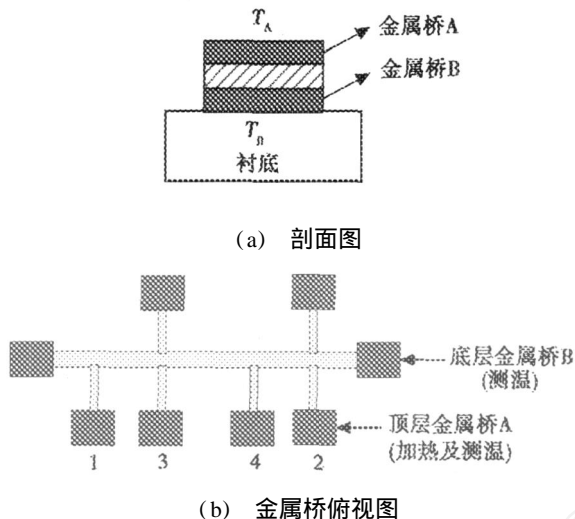 T_A
金属桥A
金属桥B
T_B
衬底
(a) 剖面图
底层金属桥B
(测温)
顶层金属桥A
(加热及测温)
1 3 4 2
(b) 金属桥俯视图